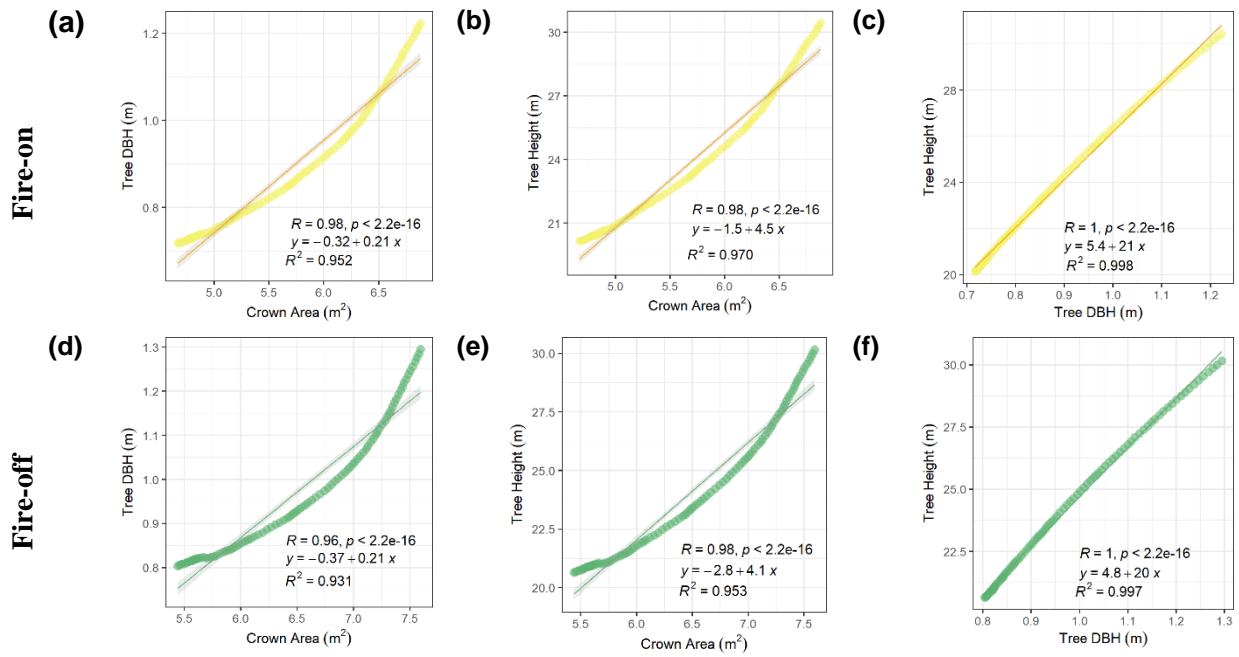 (a)
(b)
(c)
Fire-on
Tree DBH (m)
1.2
1.0
0.8
R = 0.98, p < 2.2e-16
y = −0.32 + 0.21 x
R² = 0.952
5.0 5.5 6.0 6.5
Crown Area (m²)
Tree Height (m)
30
27
24
21
R = 0.98, p < 2.2e-16
y = −1.5 + 4.5 x
R² = 0.970
5.0 5.5 6.0 6.5
Crown Area (m²)
Tree Height (m)
28
24
20
R = 1, p < 2.2e-16
y = 5.4 + 21 x
R² = 0.998
0.7 0.8 0.9 1.0 1.1 1.2
Tree DBH (m)
(d)
(e)
(f)
Fire-off
Tree DBH (m)
1.3
1.2
1.1
1.0
0.9
0.8
R = 0.96, p < 2.2e-16
y = −0.37 + 0.21 x
R² = 0.931
5.5 6.0 6.5 7.0 7.5
Crown Area (m²)
Tree Height (m)
30.0
27.5
25.0
22.5
20.0
R = 0.98, p < 2.2e-16
y = −2.8 + 4.1 x
R² = 0.953
5.5 6.0 6.5 7.0 7.5
Crown Area (m²)
Tree Height (m)
30.0
27.5
25.0
22.5
R = 1, p < 2.2e-16
y = 4.8 + 20 x
R² = 0.997
0.8 0.9 1.0 1.1 1.2 1.3
Tree DBH (m)